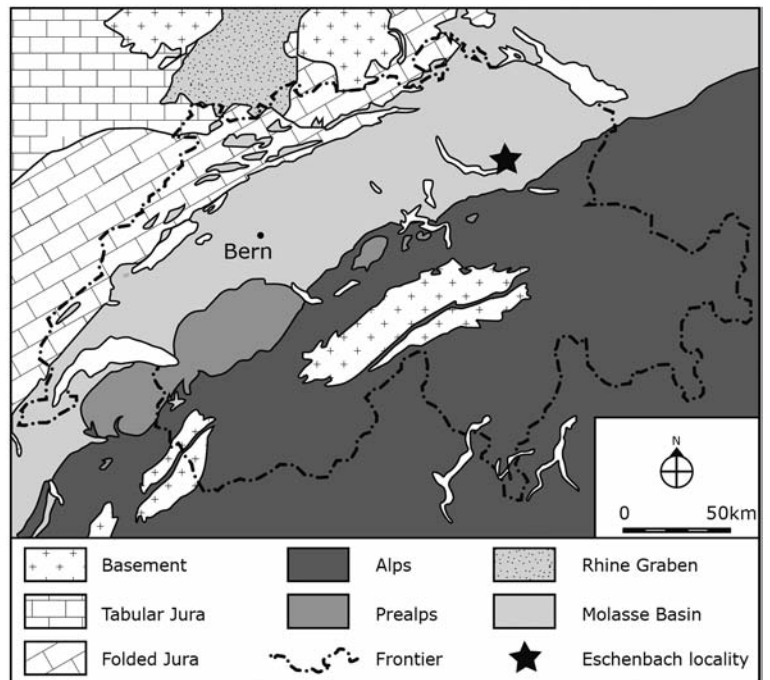 Bern
N
0 50km
Basement Alps Rhine Graben
Tabular Jura Prealps Molasse Basin
Folded Jura Frontier Eschenbach locality